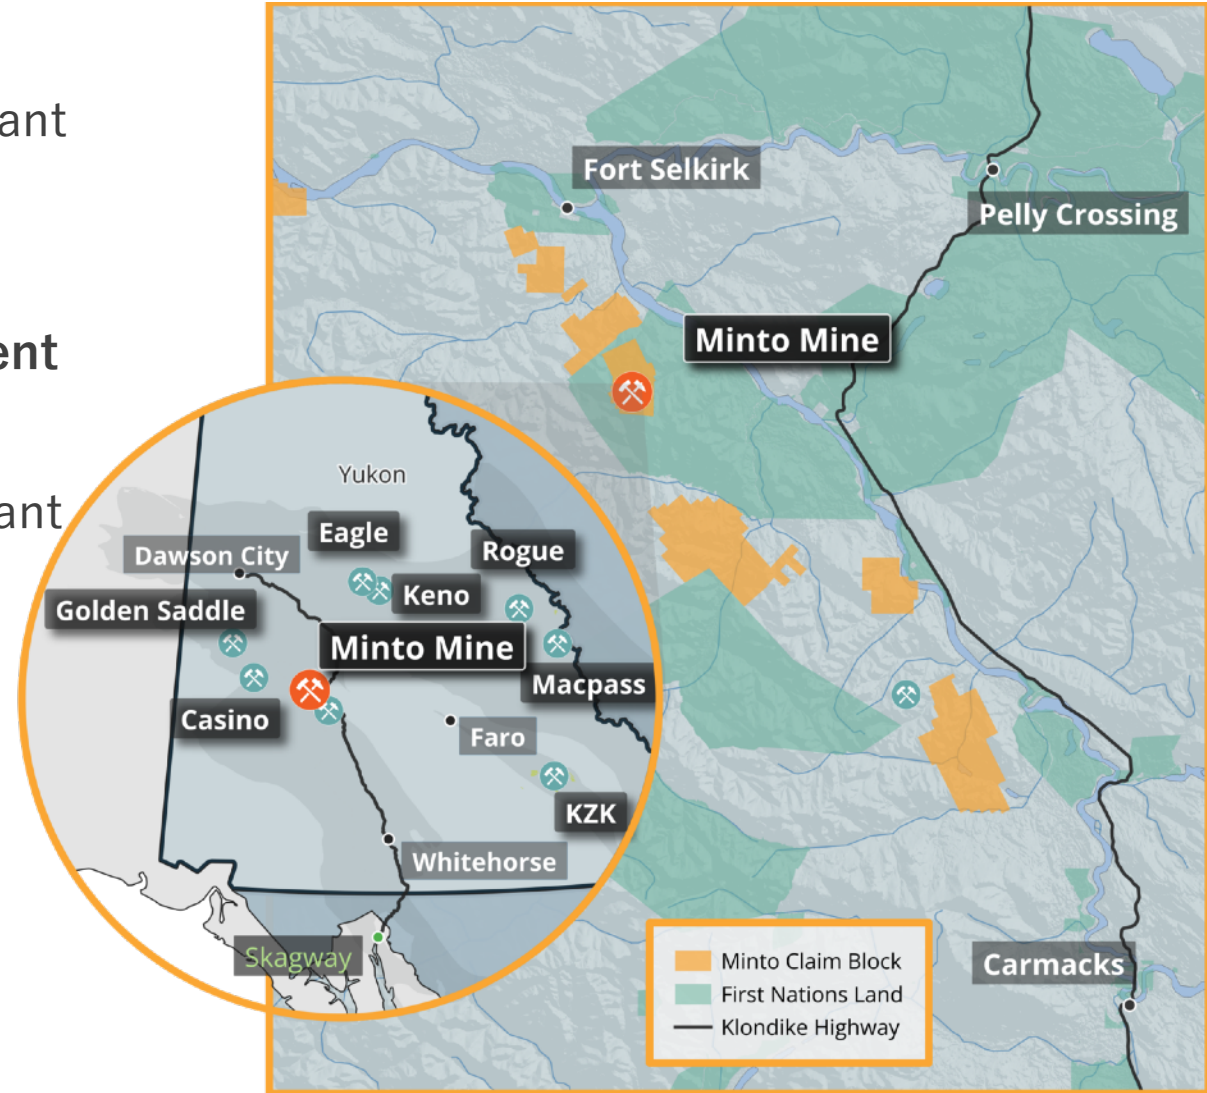 ant
ent
ant
Fort Selkirk
Pelly Crossing
Minto Mine
Yukon
Eagle
Rogue
Dawson City
Keno
Golden Saddle
Minto Mine
Macpass
Casino
Faro
KZK
Whitehorse
Skagway
Carmacks
Minto Claim Block
First Nations Land
Klondike Highway